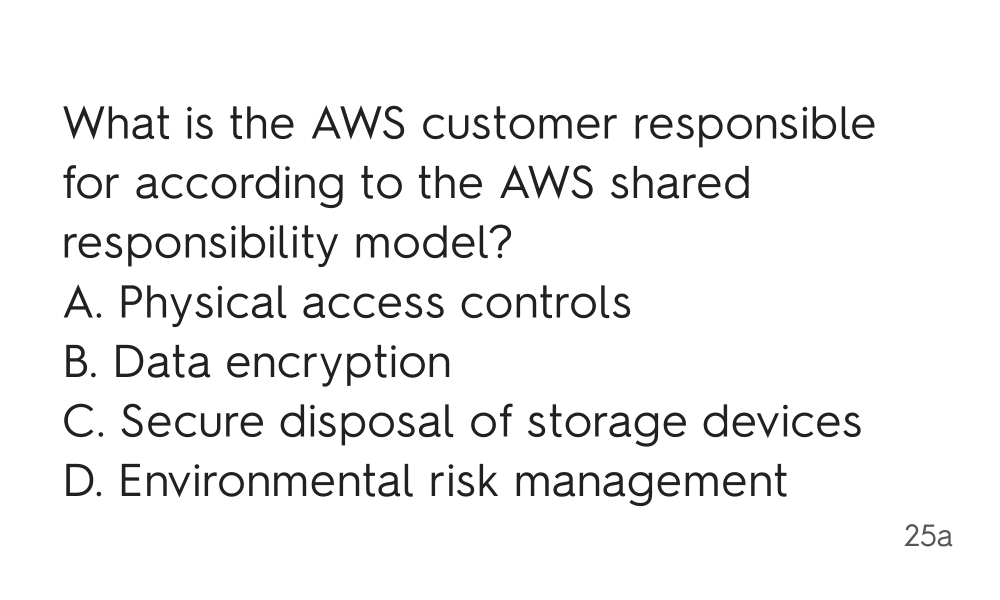 What is the AWS customer responsible
for according to the AWS shared
responsibility model?
A. Physical access controls
B. Data encryption
C. Secure disposal of storage devices
D. Environmental risk management
25a